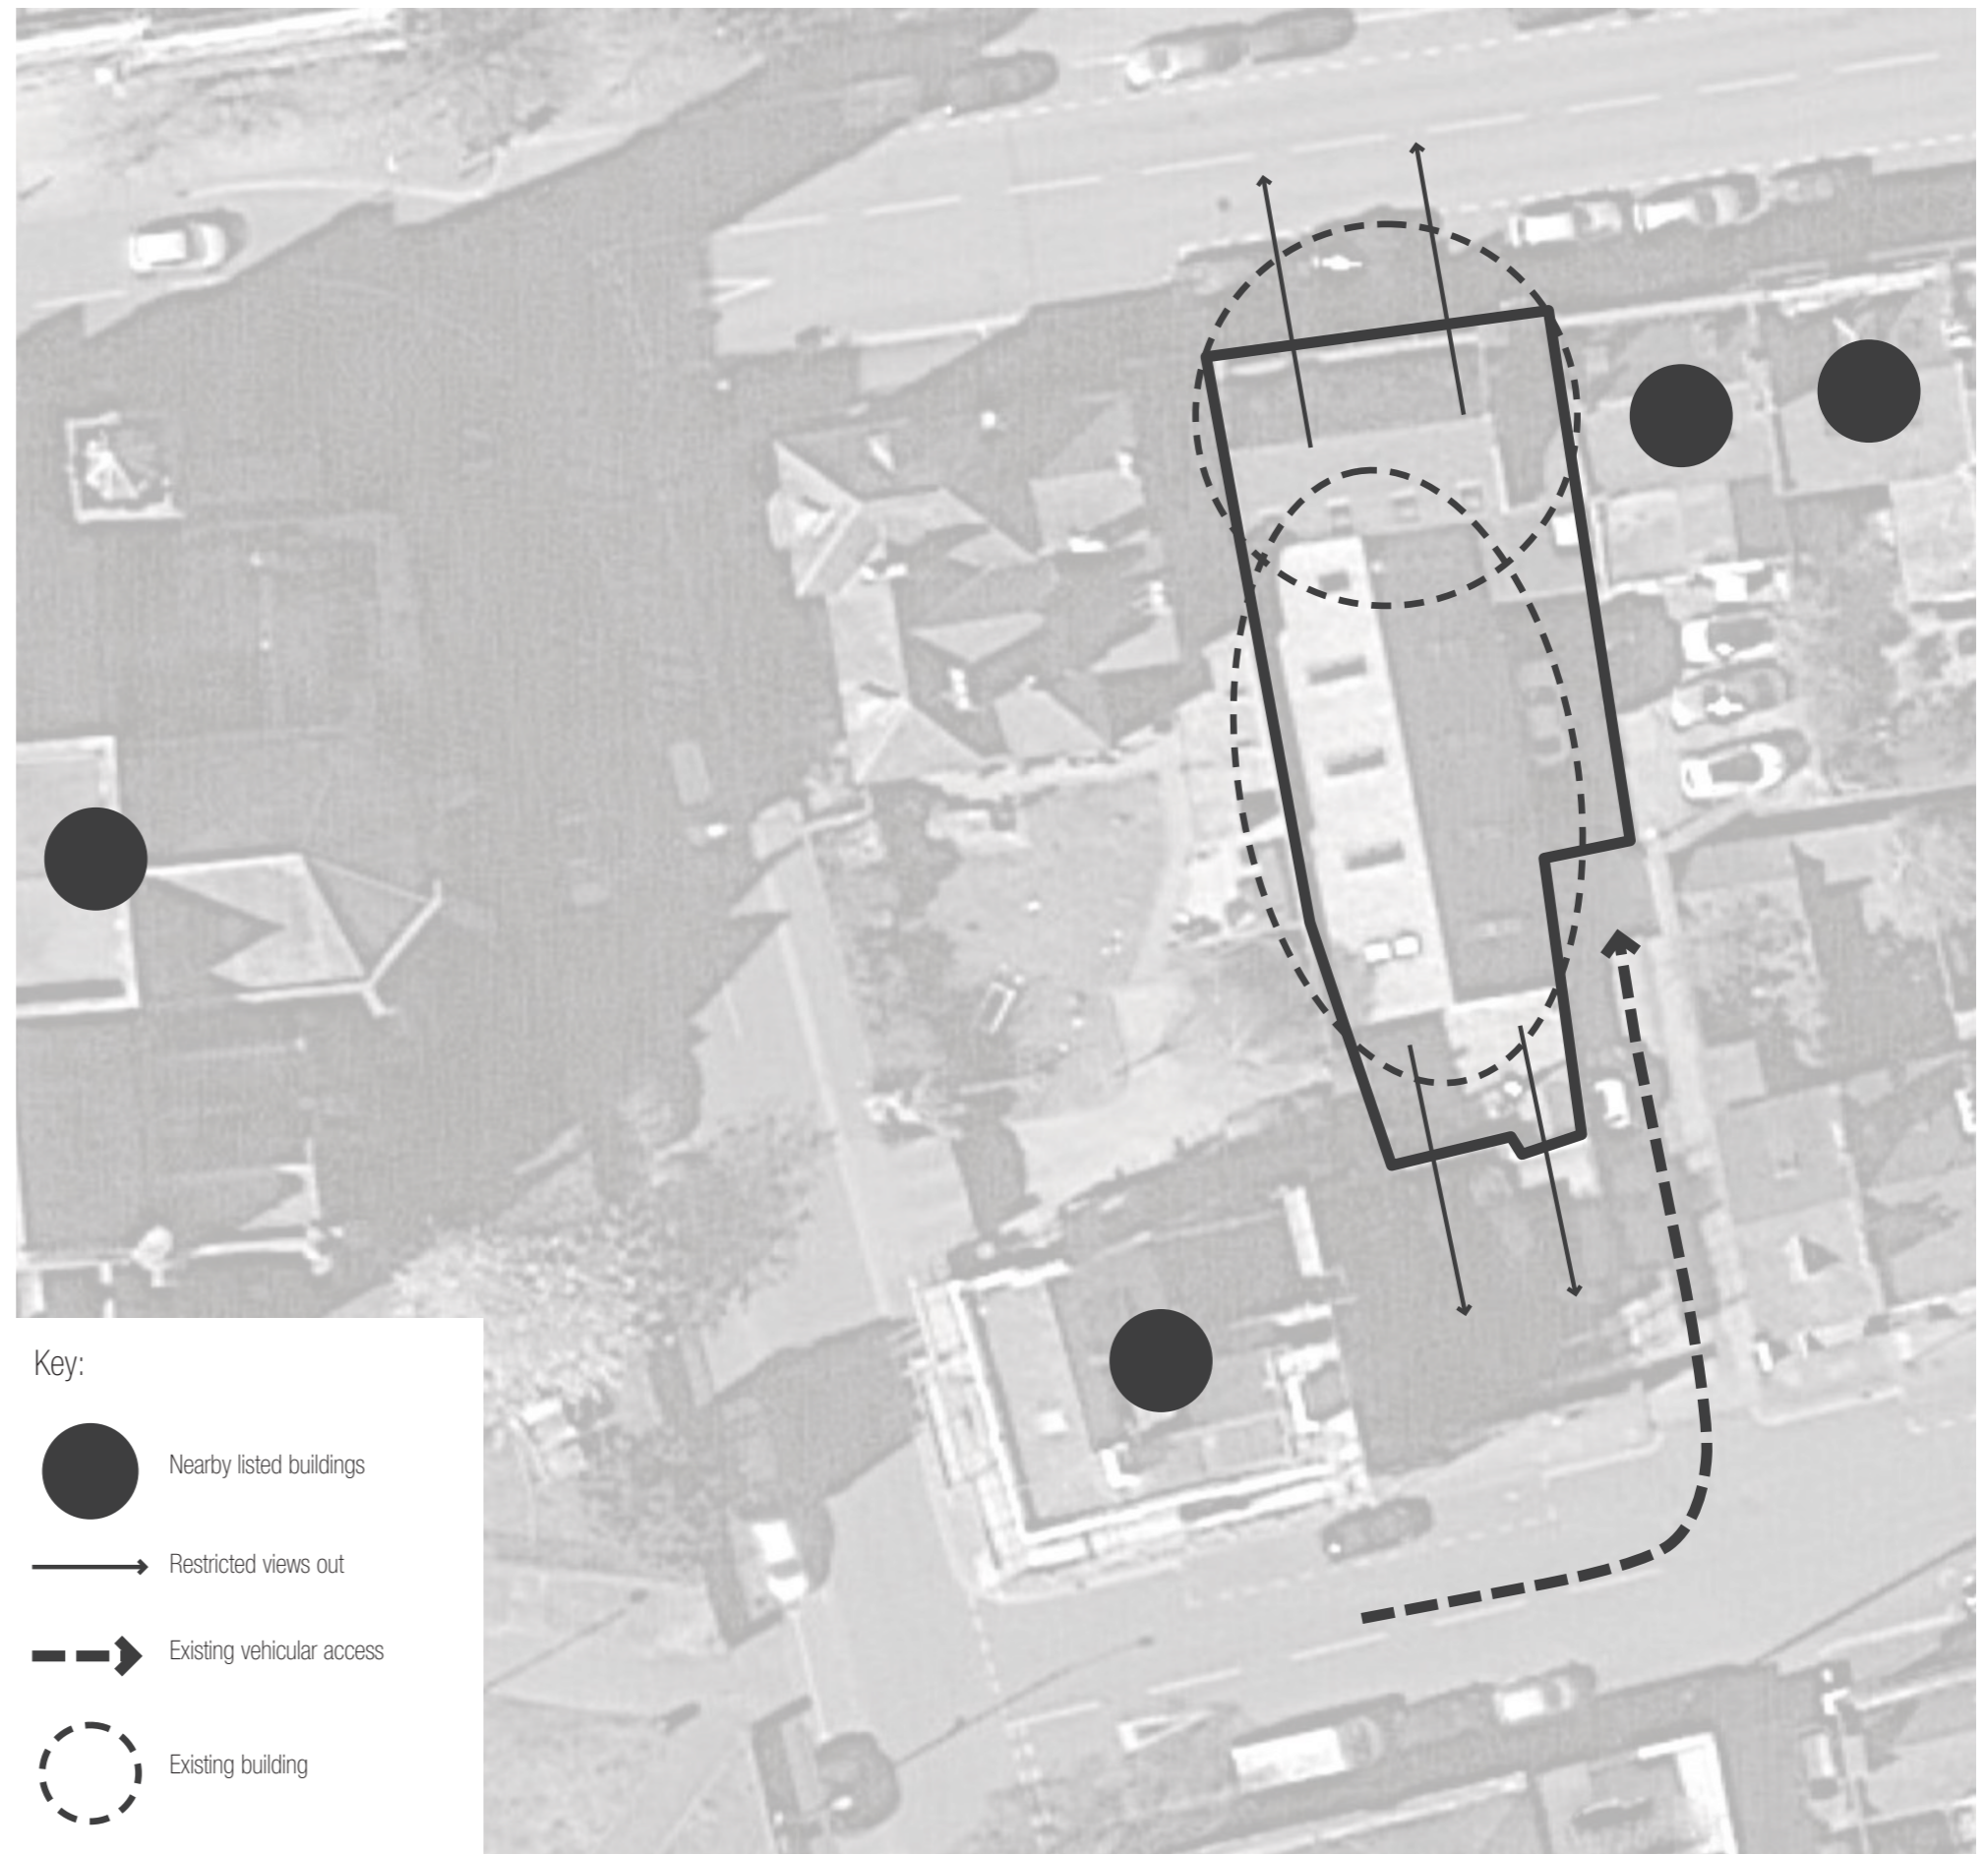 Key:
Nearby listed buildings
Restricted views out
Existing vehicular access
Existing building